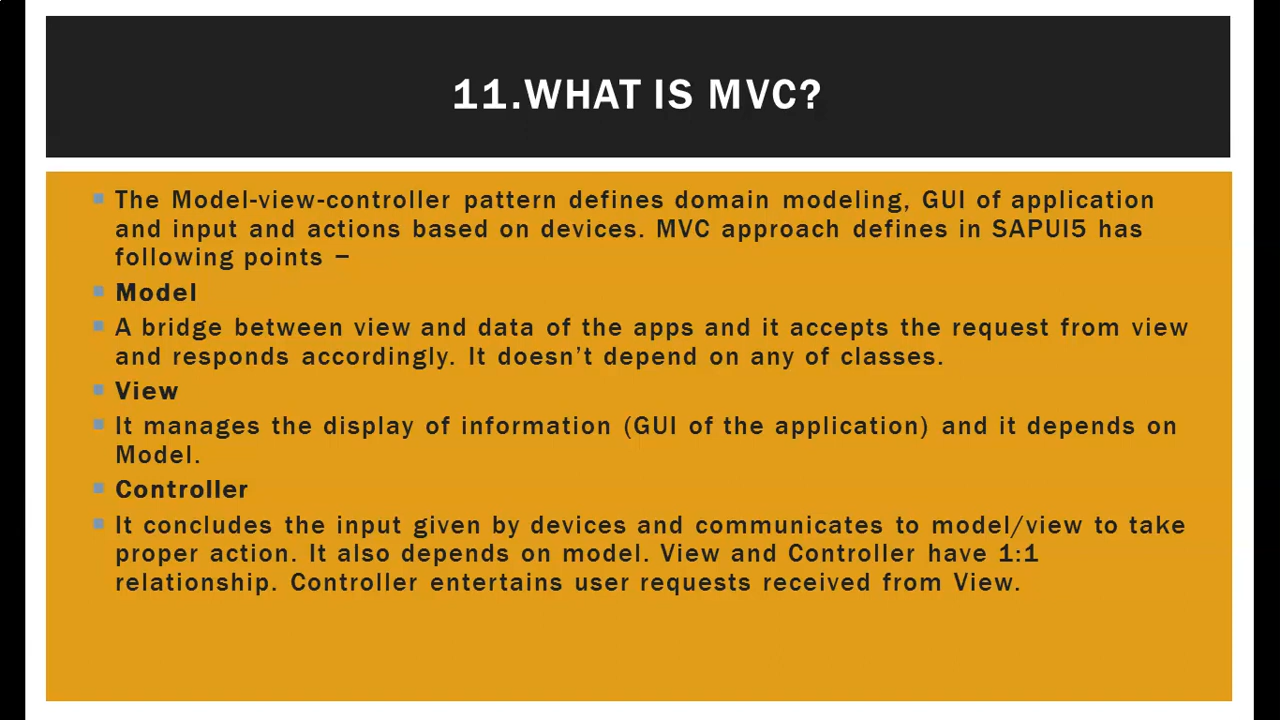 11.WHAT IS MVC?
The Model-view-controller pattern defines domain modeling, GUI of application
and input and actions based on devices. MVC approach defines in SAPUI5 has
following points –
Model
A bridge between view and data of the apps and it accepts the request from view
and responds accordingly. It doesn’t depend on any of classes.
View
It manages the display of information (GUI of the application) and it depends on
Model.
Controller
It concludes the input given by devices and communicates to model/view to take
proper action. It also depends on model. View and Controller have 1:1
relationship. Controller entertains user requests received from View.